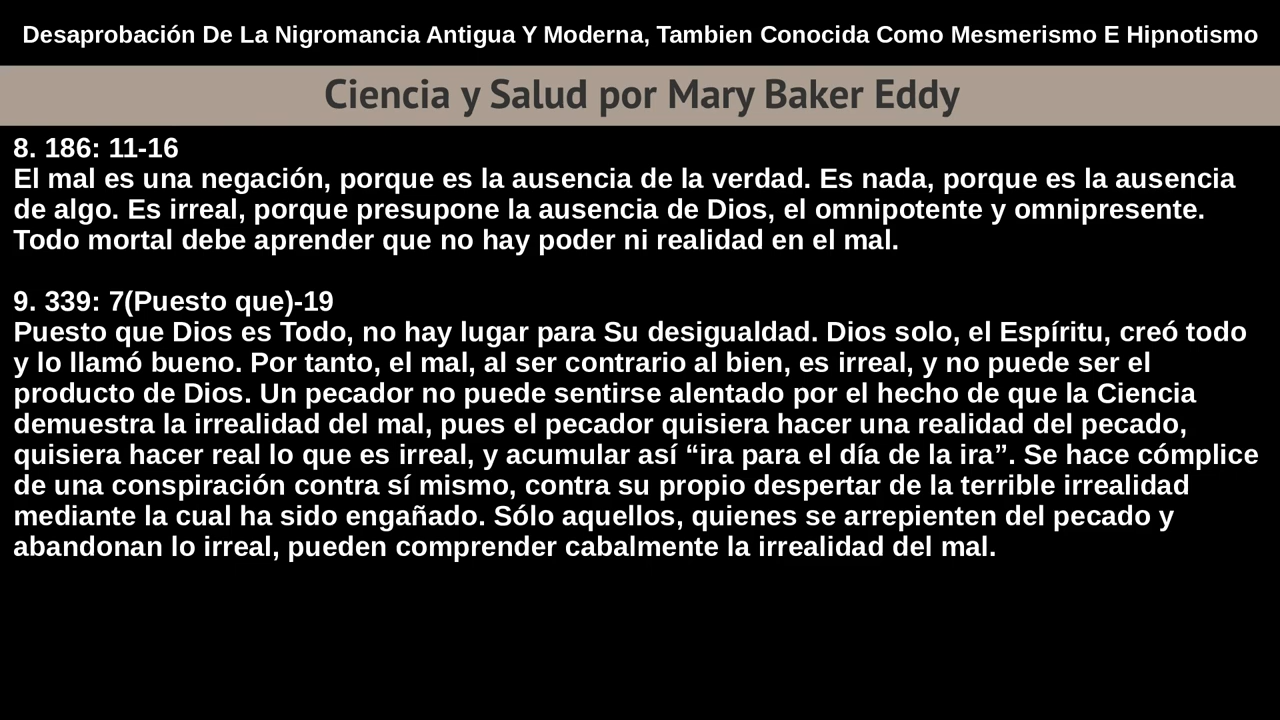 Desaprobación De La Nigromancia Antigua Y Moderna, Tambien Conocida Como Mesmerismo E Hipnotismo
Ciencia y Salud por Mary Baker Eddy
8. 186: 11-16
El mal es una negación, porque es la ausencia de la verdad. Es nada, porque es la ausencia
de algo. Es irreal, porque presupone la ausencia de Dios, el omnipotente y omnipresente.
Todo mortal debe aprender que no hay poder ni realidad en el mal.
9. 339: 7(Puesto que)-19
Puesto que Dios es Todo, no hay lugar para Su desigualdad. Dios solo, el Espíritu, creó todo
y lo llamó bueno. Por tanto, el mal, al ser contrario al bien, es irreal, y no puede ser el
producto de Dios. Un pecador no puede sentirse alentado por el hecho de que la Ciencia
demuestra la irrealidad del mal, pues el pecador quisiera hacer una realidad del pecado,
quisiera hacer real lo que es irreal, y acumular así “ira para el día de la ira”. Se hace cómplice
de una conspiración contra sí mismo, contra su propio despertar de la terrible irrealidad
mediante la cual ha sido engañado. Sólo aquellos, quienes se arrepienten del pecado y
abandonan lo irreal, pueden comprender cabalmente la irrealidad del mal.